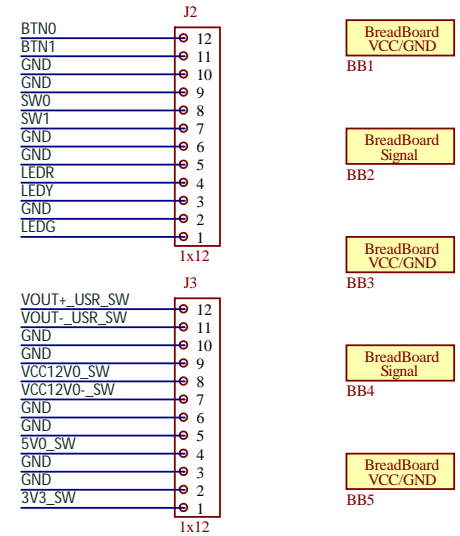 J2
BTN0 12
BTN1 11
GND 10
GND 9
SW0 8
SW1 7
GND 6
GND 5
LEDR 4
LEDY 3
GND 2
LEDG 1
1x12
J3
VOUT+_USR_SW 12
VOUT-_USR_SW 11
GND 10
GND 9
VCC12V0_SW 8
VCC12V0-_SW 7
GND 6
GND 5
5V0_SW 4
GND 3
GND 2
3V3_SW 1
1x12
BreadBoard
VCC/GND
BB1
BreadBoard
Signal
BB2
BreadBoard
VCC/GND
BB3
BreadBoard
Signal
BB4
BreadBoard
VCC/GND
BB5